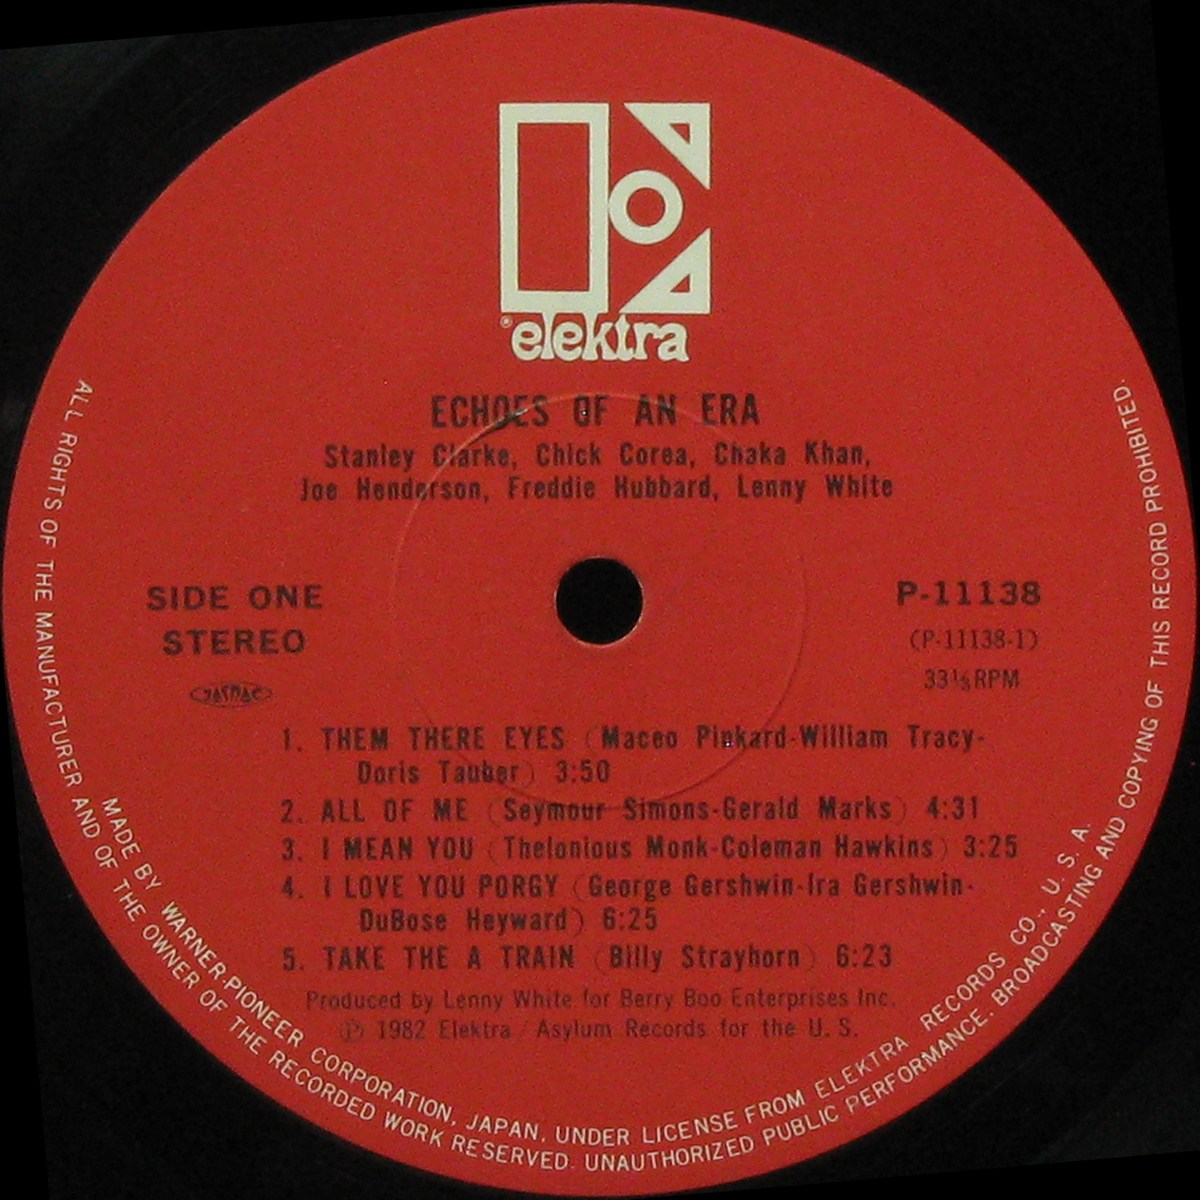 ® elektra
ECHOES OF AN ERA
Stanley Clarke, Chick Corea, Chaka Khan,
Joe Henderson, Freddie Hubbard, Lenny White
SIDE ONE
STEREO
JASRAC
P-11138
(P-11138-1)
33⅓RPM
1. THEM THERE EYES (Maceo Pinkard-William Tracy-
Doris Tauber) 3:50
2. ALL OF ME (Seymour Simons-Gerald Marks) 4:31
3. I MEAN YOU (Thelonious Monk-Coleman Hawkins) 3:25
4. I LOVE YOU PORGY (George Gershwin-Ira Gershwin-
DuBose Heyward) 6:25
5. TAKE THE A TRAIN (Billy Strayhorn) 6:23
Produced by Lenny White for Berry Boo Enterprises Inc.
Ⓟ 1982 Elektra / Asylum Records for the U. S.
MADE BY WARNER-PIONEER CORPORATION, JAPAN. UNDER LICENSE FROM ELEKTRA RECORDS CO., U. S. A.
ALL RIGHTS OF THE MANUFACTURER AND OF THE OWNER OF THE RECORDED WORK RESERVED. UNAUTHORIZED PUBLIC PERFORMANCE. BROADCASTING AND COPYING OF THIS RECORD PROHIBITED.